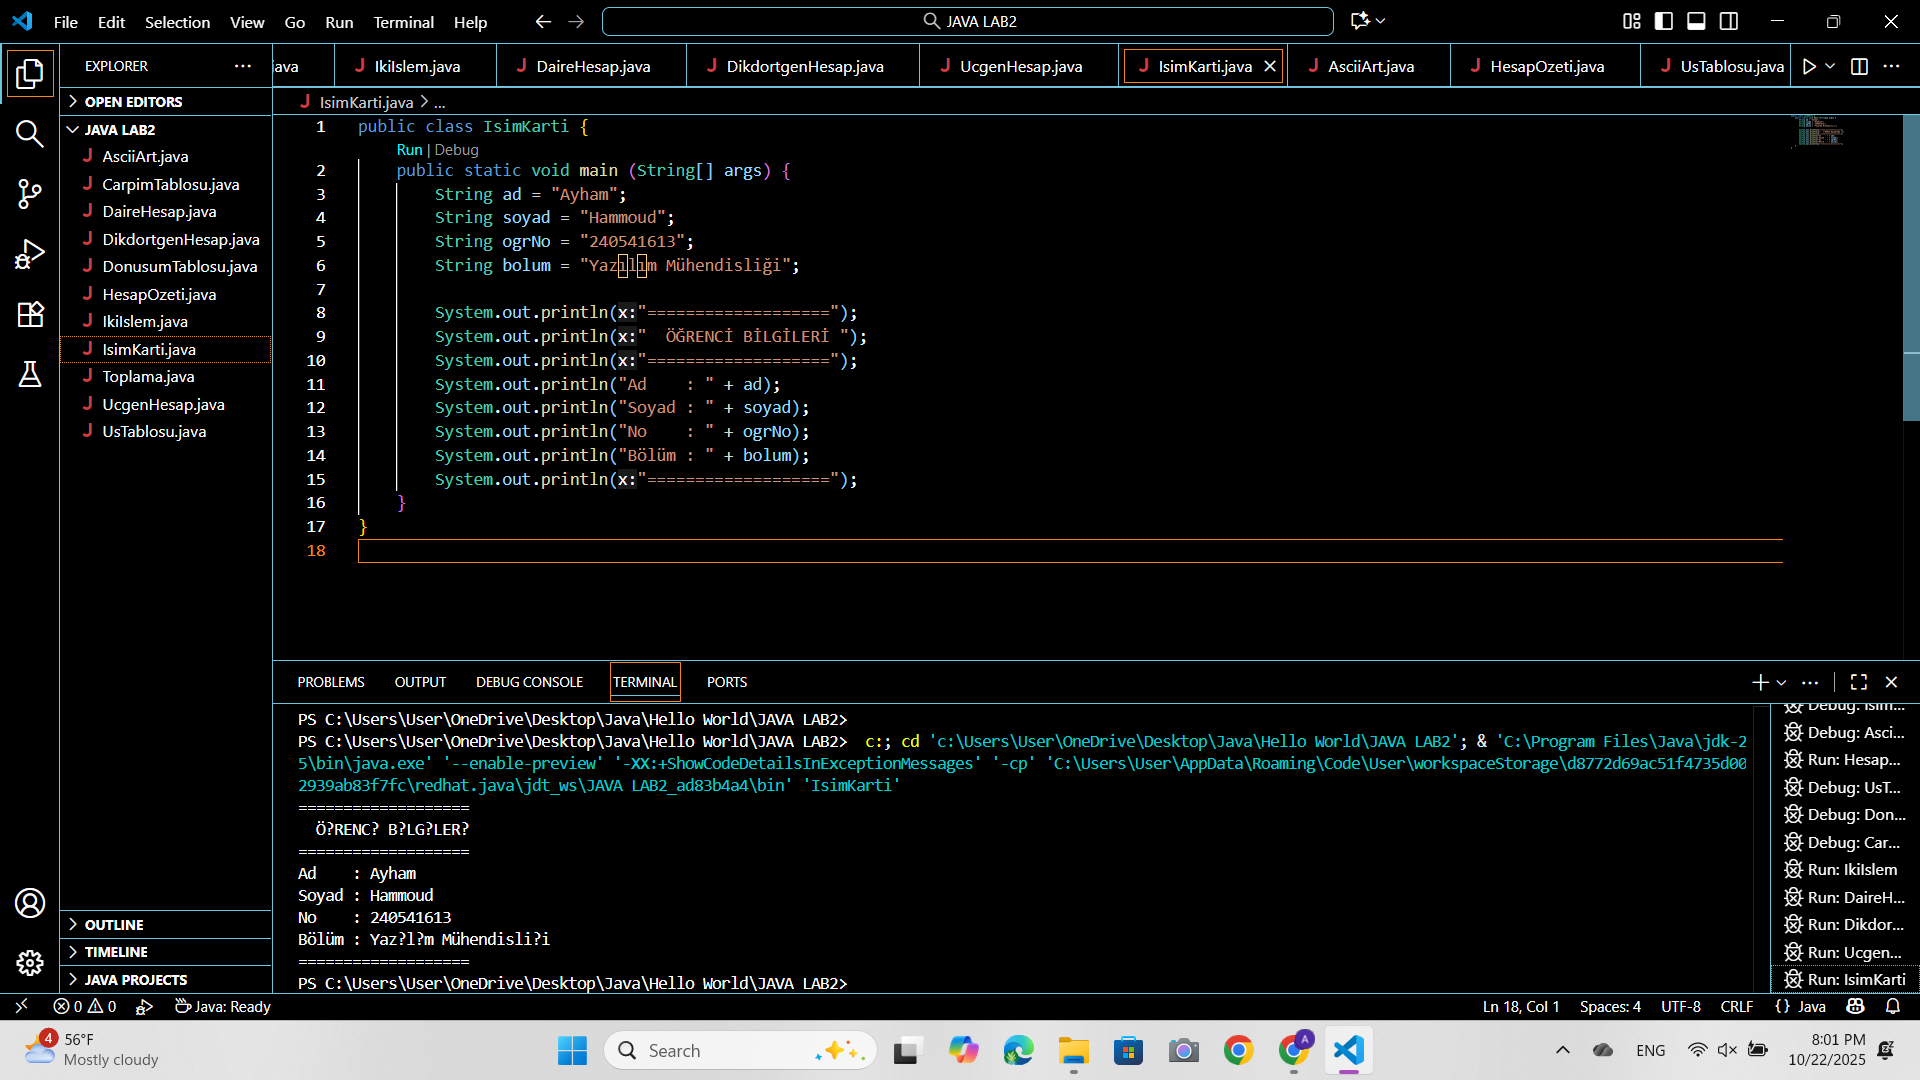 File Edit Selection View Go Run Terminal Help
JAVA LAB2
EXPLORER
java
IkiIslem.java
DaireHesap.java
DikdortgenHesap.java
UcgenHesap.java
IsimKarti.java
AsciiArt.java
HesapOzeti.java
UsTablosu.java
OPEN EDITORS
JAVA LAB2
AsciiArt.java
CarpimTablosu.java
DaireHesap.java
DikdortgenHesap.java
DonusumTablosu.java
HesapOzeti.java
IkiIslem.java
IsimKarti.java
Toplama.java
UcgenHesap.java
UsTablosu.java
OUTLINE
TIMELINE
JAVA PROJECTS
IsimKarti.java > ...
1 public class IsimKarti {
Run | Debug
2 public static void main (String[] args) {
3 String ad = "Ayham";
4 String soyad = "Hammoud";
5 String ogrNo = "240541613";
6 String bolum = "Yazılım Mühendisliği";
7
8 System.out.println(x:"===================");
9 System.out.println(x:"  ÖĞRENCİ BİLGİLERİ ");
10 System.out.println(x:"===================");
11 System.out.println("Ad    : " + ad);
12 System.out.println("Soyad : " + soyad);
13 System.out.println("No    : " + ogrNo);
14 System.out.println("Bölüm : " + bolum);
15 System.out.println(x:"===================");
16 }
17 }
18
PROBLEMS OUTPUT DEBUG CONSOLE TERMINAL PORTS
PS C:\Users\User\OneDrive\Desktop\Java\Hello World\JAVA LAB2>
PS C:\Users\User\OneDrive\Desktop\Java\Hello World\JAVA LAB2>  c:; cd 'c:\Users\User\OneDrive\Desktop\Java\Hello World\JAVA LAB2'; & 'C:\Program Files\Java\jdk-2
5\bin\java.exe' '--enable-preview' '-XX:+ShowCodeDetailsInExceptionMessages' '-cp' 'C:\Users\User\AppData\Roaming\Code\User\workspaceStorage\d8772d69ac51f4735d00
2939ab83f7fc\redhat.java\jdt_ws\JAVA LAB2_ad83b4a4\bin' 'IsimKarti'
===================
  Ö?RENC? B?LG?LER?
===================
Ad    : Ayham
Soyad : Hammoud
No    : 240541613
Bölüm : Yaz?l?m Mühendisli?i
===================
PS C:\Users\User\OneDrive\Desktop\Java\Hello World\JAVA LAB2>
Debug: Isim...
Debug: Asci...
Run: Hesap...
Debug: UsT...
Debug: Don...
Debug: Car...
Run: IkiIslem
Run: DaireH...
Run: Dikdor...
Run: Ucgen...
Run: IsimKarti
0 0 Java: Ready
Ln 18, Col 1 Spaces: 4 UTF-8 CRLF {} Java
4
56°F
Mostly cloudy
Search
A
ENG
8:01 PM
10/22/2025